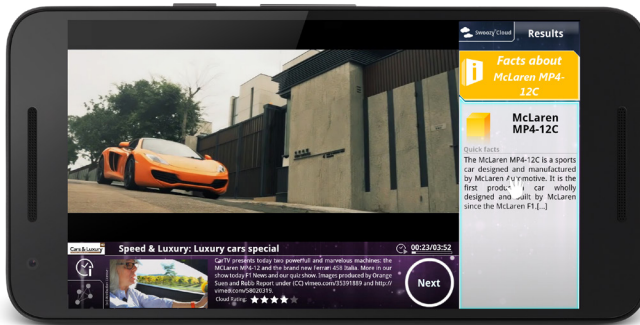 Sweezy Cloud
Results
Facts about
McLaren MP4-
12C
McLaren
MP4-12C
Quick facts
The McLaren MP4-12C is a sports
car designed and manufactured
by McLaren Automotive. It is the
first car wholly
designed and built by McLaren
since the McLaren F1.[...]
Cars & Luxury
Speed & Luxury: Luxury cars special
00:23/03:52
CarTV presents today two powerfull and marvelous machines; the
McLaren MP4-12 and the brand new Ferrari 458 Italia. More in our
show today F1 News and our quiz show. Images produced by Orange
Suen and Robb Report under (CC) vimeo.com/35391889 and http://
vimeo.com/58020319.
Cloud Rating:
Next